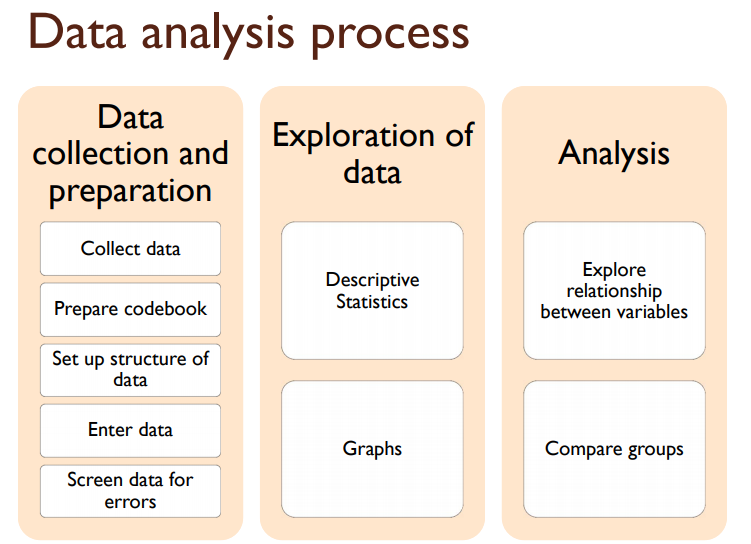 Data analysis process
Data
collection and
preparation
Collect data
Prepare codebook
Set up structure of
data
Enter data
Screen data for
errors
Exploration of
data
Descriptive
Statistics
Graphs
Analysis
Explore
relationship
between variables
Compare groups